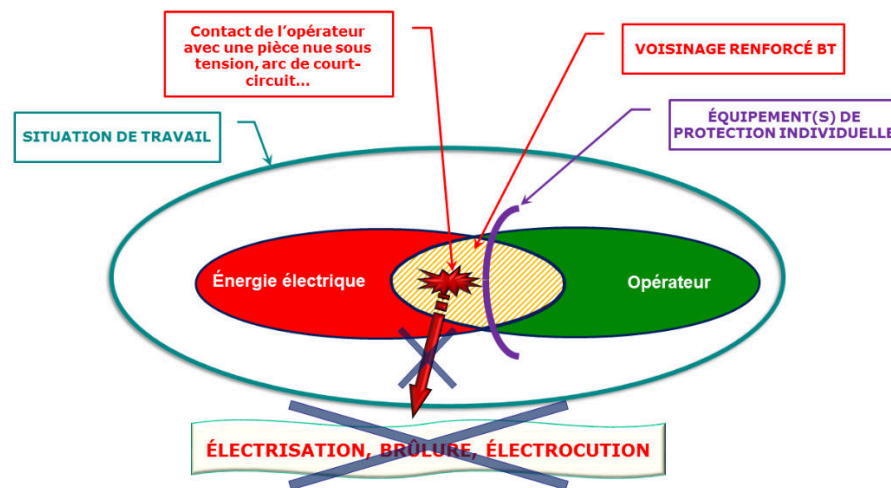 Contact de l’opérateur
avec une pièce nue sous
tension, arc de court-
circuit…
VOISINAGE RENFORCÉ BT
SITUATION DE TRAVAIL
ÉQUIPEMENT(S) DE
PROTECTION INDIVIDUELLE
Énergie électrique
Opérateur
ÉLECTRISATION, BRÛLURE, ÉLECTROCUTION